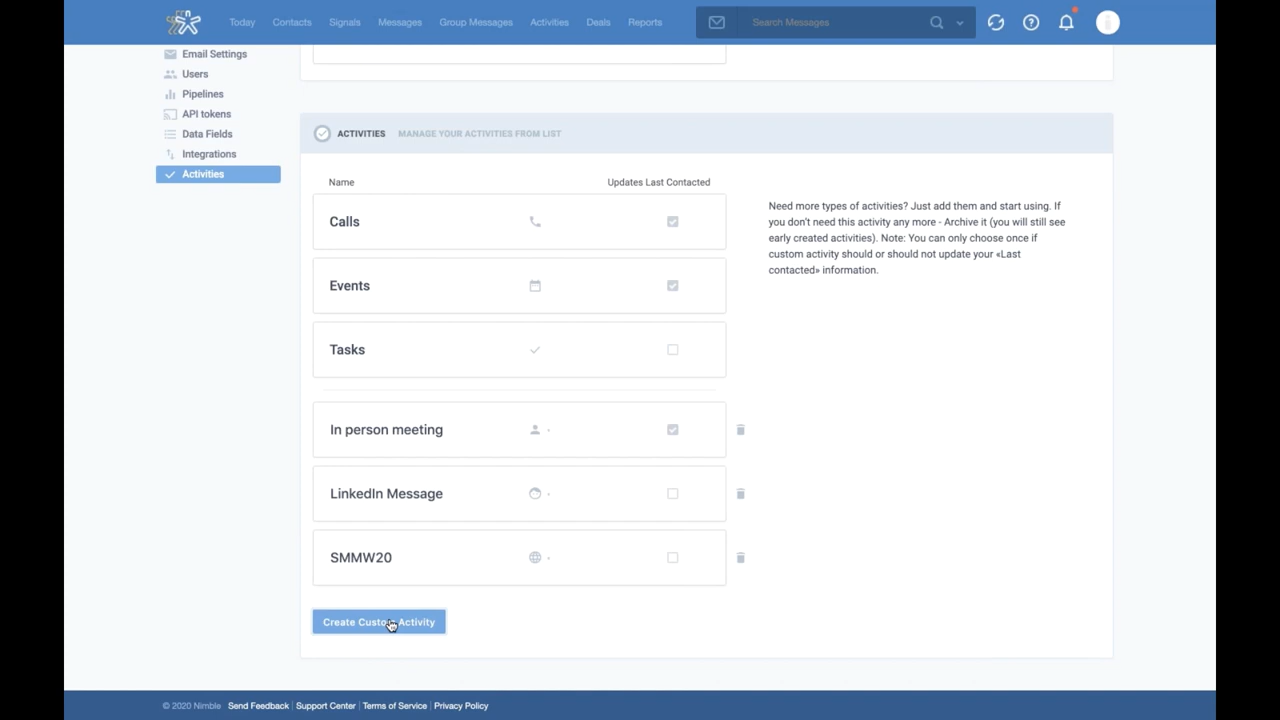 Today Contacts Signals Messages Group Messages Activities Deals Reports Search Messages
Email Settings
Users
Pipelines
API tokens
Data Fields
Integrations
Activities
ACTIVITIES MANAGE YOUR ACTIVITIES FROM LIST
Name Updates Last Contacted
Calls
Events
Tasks
In person meeting
LinkedIn Message
SMMW20
Create Custom Activity
Need more types of activities? Just add them and start using. If
you don't need this activity any more - Archive it (you will still see
early created activities). Note: You can only choose once if
custom activity should or should not update your «Last
contacted» information.
© 2020 Nimble Send Feedback | Support Center | Terms of Service | Privacy Policy